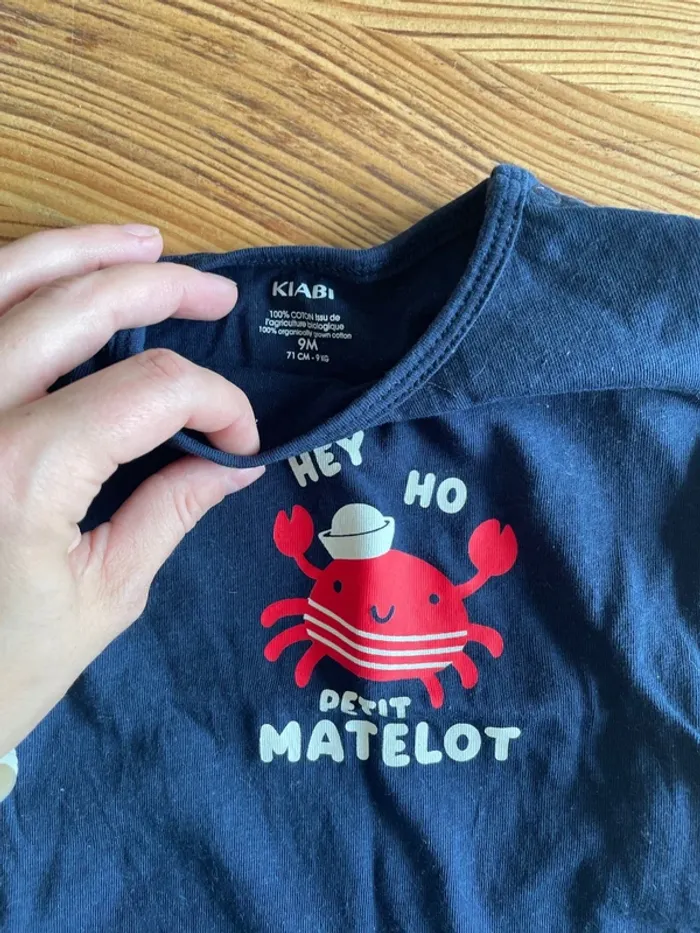 KIABI
100% COTON issu de
l'agriculture biologique
100% organically grown cotton
9M
71 CM - 9 KG
HEY
HO
PETIT
MATELOT